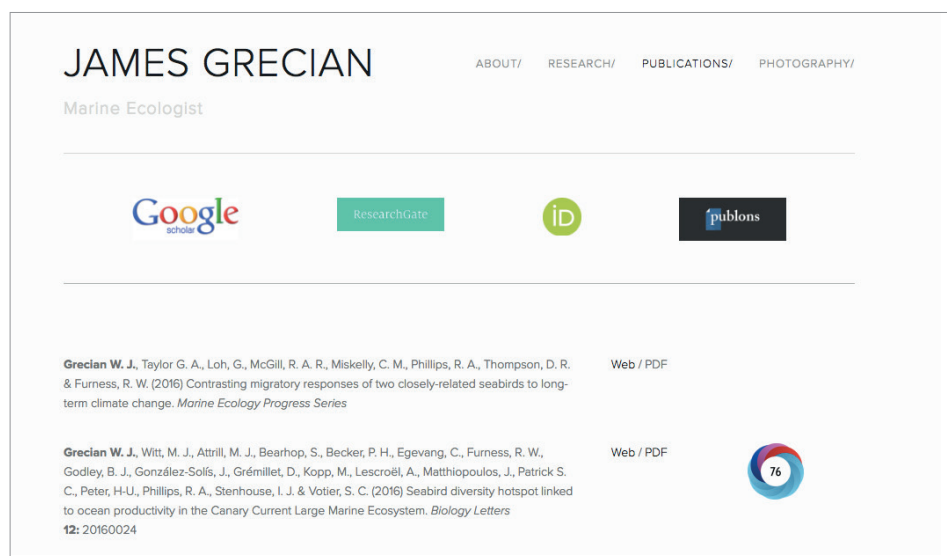 JAMES GRECIAN
ABOUT/ RESEARCH/ PUBLICATIONS/ PHOTOGRAPHY/
Marine Ecologist
Google
scholar
ResearchGate
iD
publons
Grecian W. J., Taylor G. A., Loh, G., McGill, R. A. R., Miskelly, C. M., Phillips, R. A., Thompson, D. R.
& Furness, R. W. (2016) Contrasting migratory responses of two closely-related seabirds to long-
term climate change. Marine Ecology Progress Series
Web / PDF
Grecian W. J., Witt, M. J., Attrill, M. J., Bearhop, S., Becker, P. H., Egevang, C., Furness, R. W.,
Godley, B. J., González-Solís, J., Grémillet, D., Kopp, M., Lescroël, A., Matthiopoulos, J., Patrick S.
C., Peter, H-U., Phillips, R. A., Stenhouse, I. J. & Votier, S. C. (2016) Seabird diversity hotspot linked
to ocean productivity in the Canary Current Large Marine Ecosystem. Biology Letters
12: 20160024
Web / PDF
76